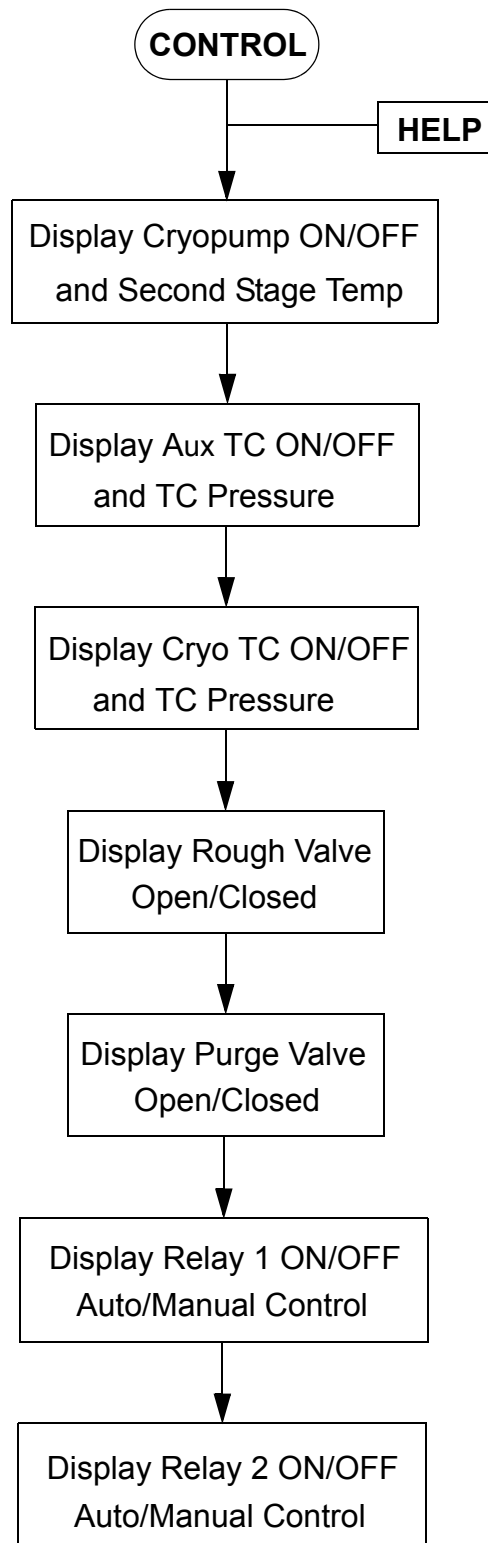 CONTROL
HELP
Display Cryopump ON/OFF
and Second Stage Temp
Display Aux TC ON/OFF
and TC Pressure
Display Cryo TC ON/OFF
and TC Pressure
Display Rough Valve
Open/Closed
Display Purge Valve
Open/Closed
Display Relay 1 ON/OFF
Auto/Manual Control
Display Relay 2 ON/OFF
Auto/Manual Control